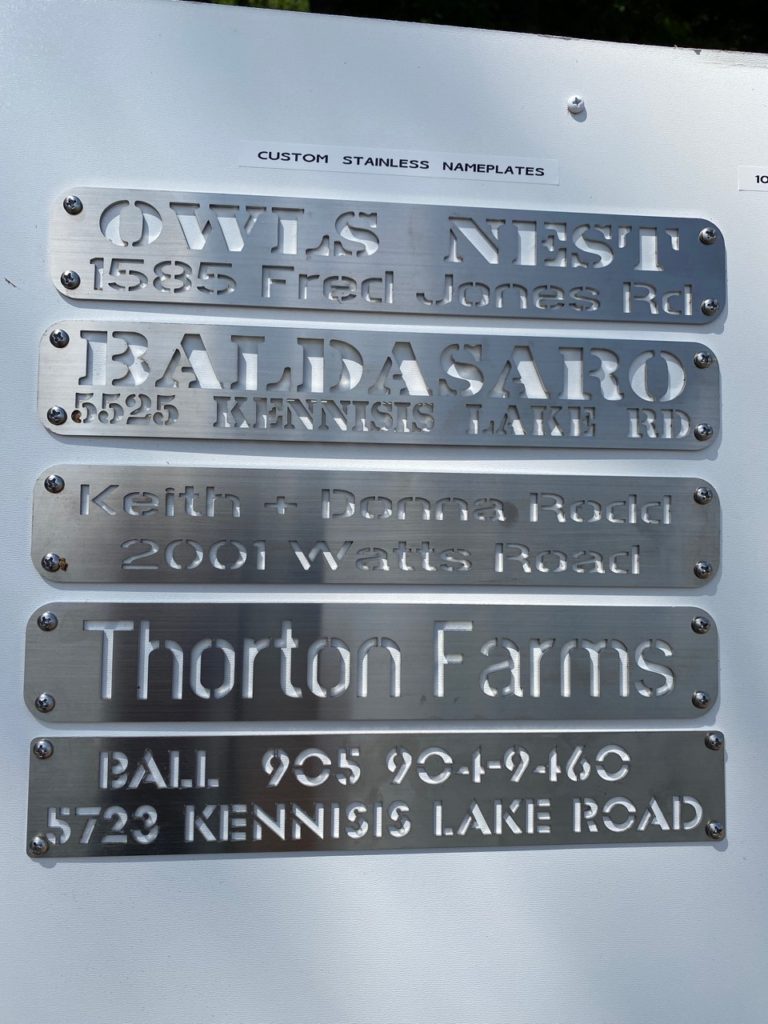 CUSTOM STAINLESS NAMEPLATES
10
OWLS NEST
1585 Fred Jones Rd
BALDASARO
5525 KENNISIS LAKE RD
Keith + Donna Rodd
2001 Watts Road
Thorton Farms
BALL 905 904-9460
5723 KENNISIS LAKE ROAD